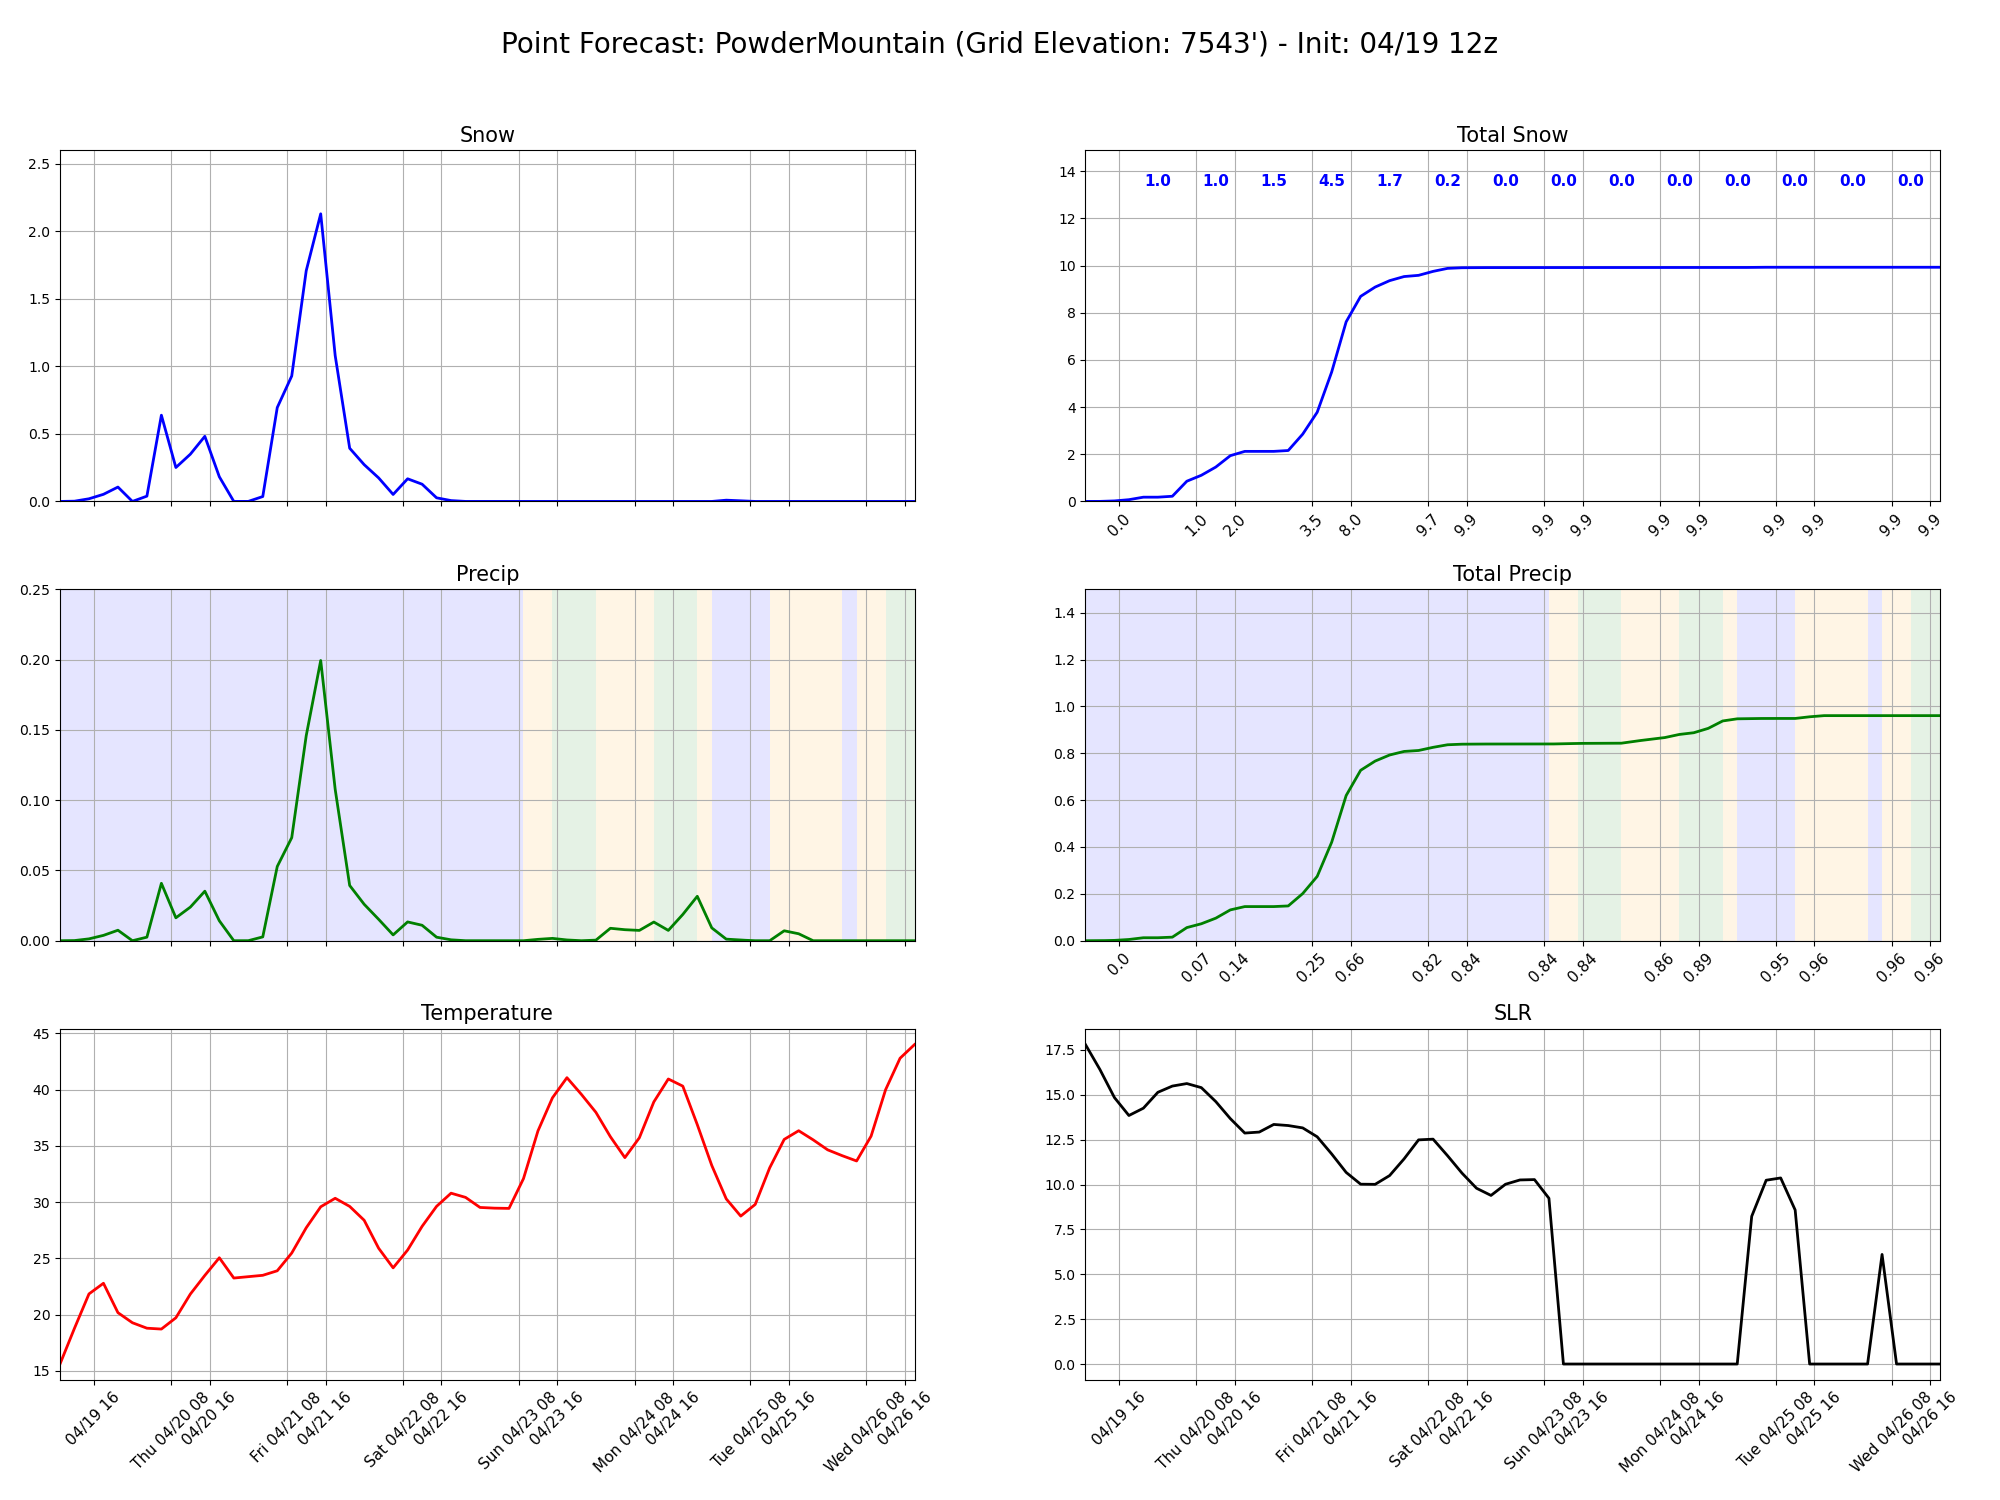 Point Forecast: PowderMountain (Grid Elevation: 7543') - Init: 04/19 12z
Snow
2.5
2.0
1.5
1.0
0.5
0.0
Total Snow
14
12
10
8
6
4
2
0
1.0 1.0 1.5 4.5 1.7 0.2 0.0 0.0 0.0 0.0 0.0 0.0 0.0 0.0
0.0 1.0 2.0 3.5 8.0 9.7 9.9 9.9 9.9 9.9 9.9 9.9 9.9 9.9 9.9
Precip
0.25
0.20
0.15
0.10
0.05
0.00
Total Precip
1.4
1.2
1.0
0.8
0.6
0.4
0.2
0.0
0.0 0.07 0.14 0.25 0.66 0.82 0.84 0.84 0.84 0.86 0.89 0.95 0.96 0.96 0.96
Temperature
45
40
35
30
25
20
15
04/19 16
Thu 04/20 08
04/20 16
Fri 04/21 08
04/21 16
Sat 04/22 08
04/22 16
Sun 04/23 08
04/23 16
Mon 04/24 08
04/24 16
Tue 04/25 08
04/25 16
Wed 04/26 08
04/26 16
SLR
17.5
15.0
12.5
10.0
7.5
5.0
2.5
0.0
04/19 16
Thu 04/20 08
04/20 16
Fri 04/21 08
04/21 16
Sat 04/22 08
04/22 16
Sun 04/23 08
04/23 16
Mon 04/24 08
04/24 16
Tue 04/25 08
04/25 16
Wed 04/26 08
04/26 16